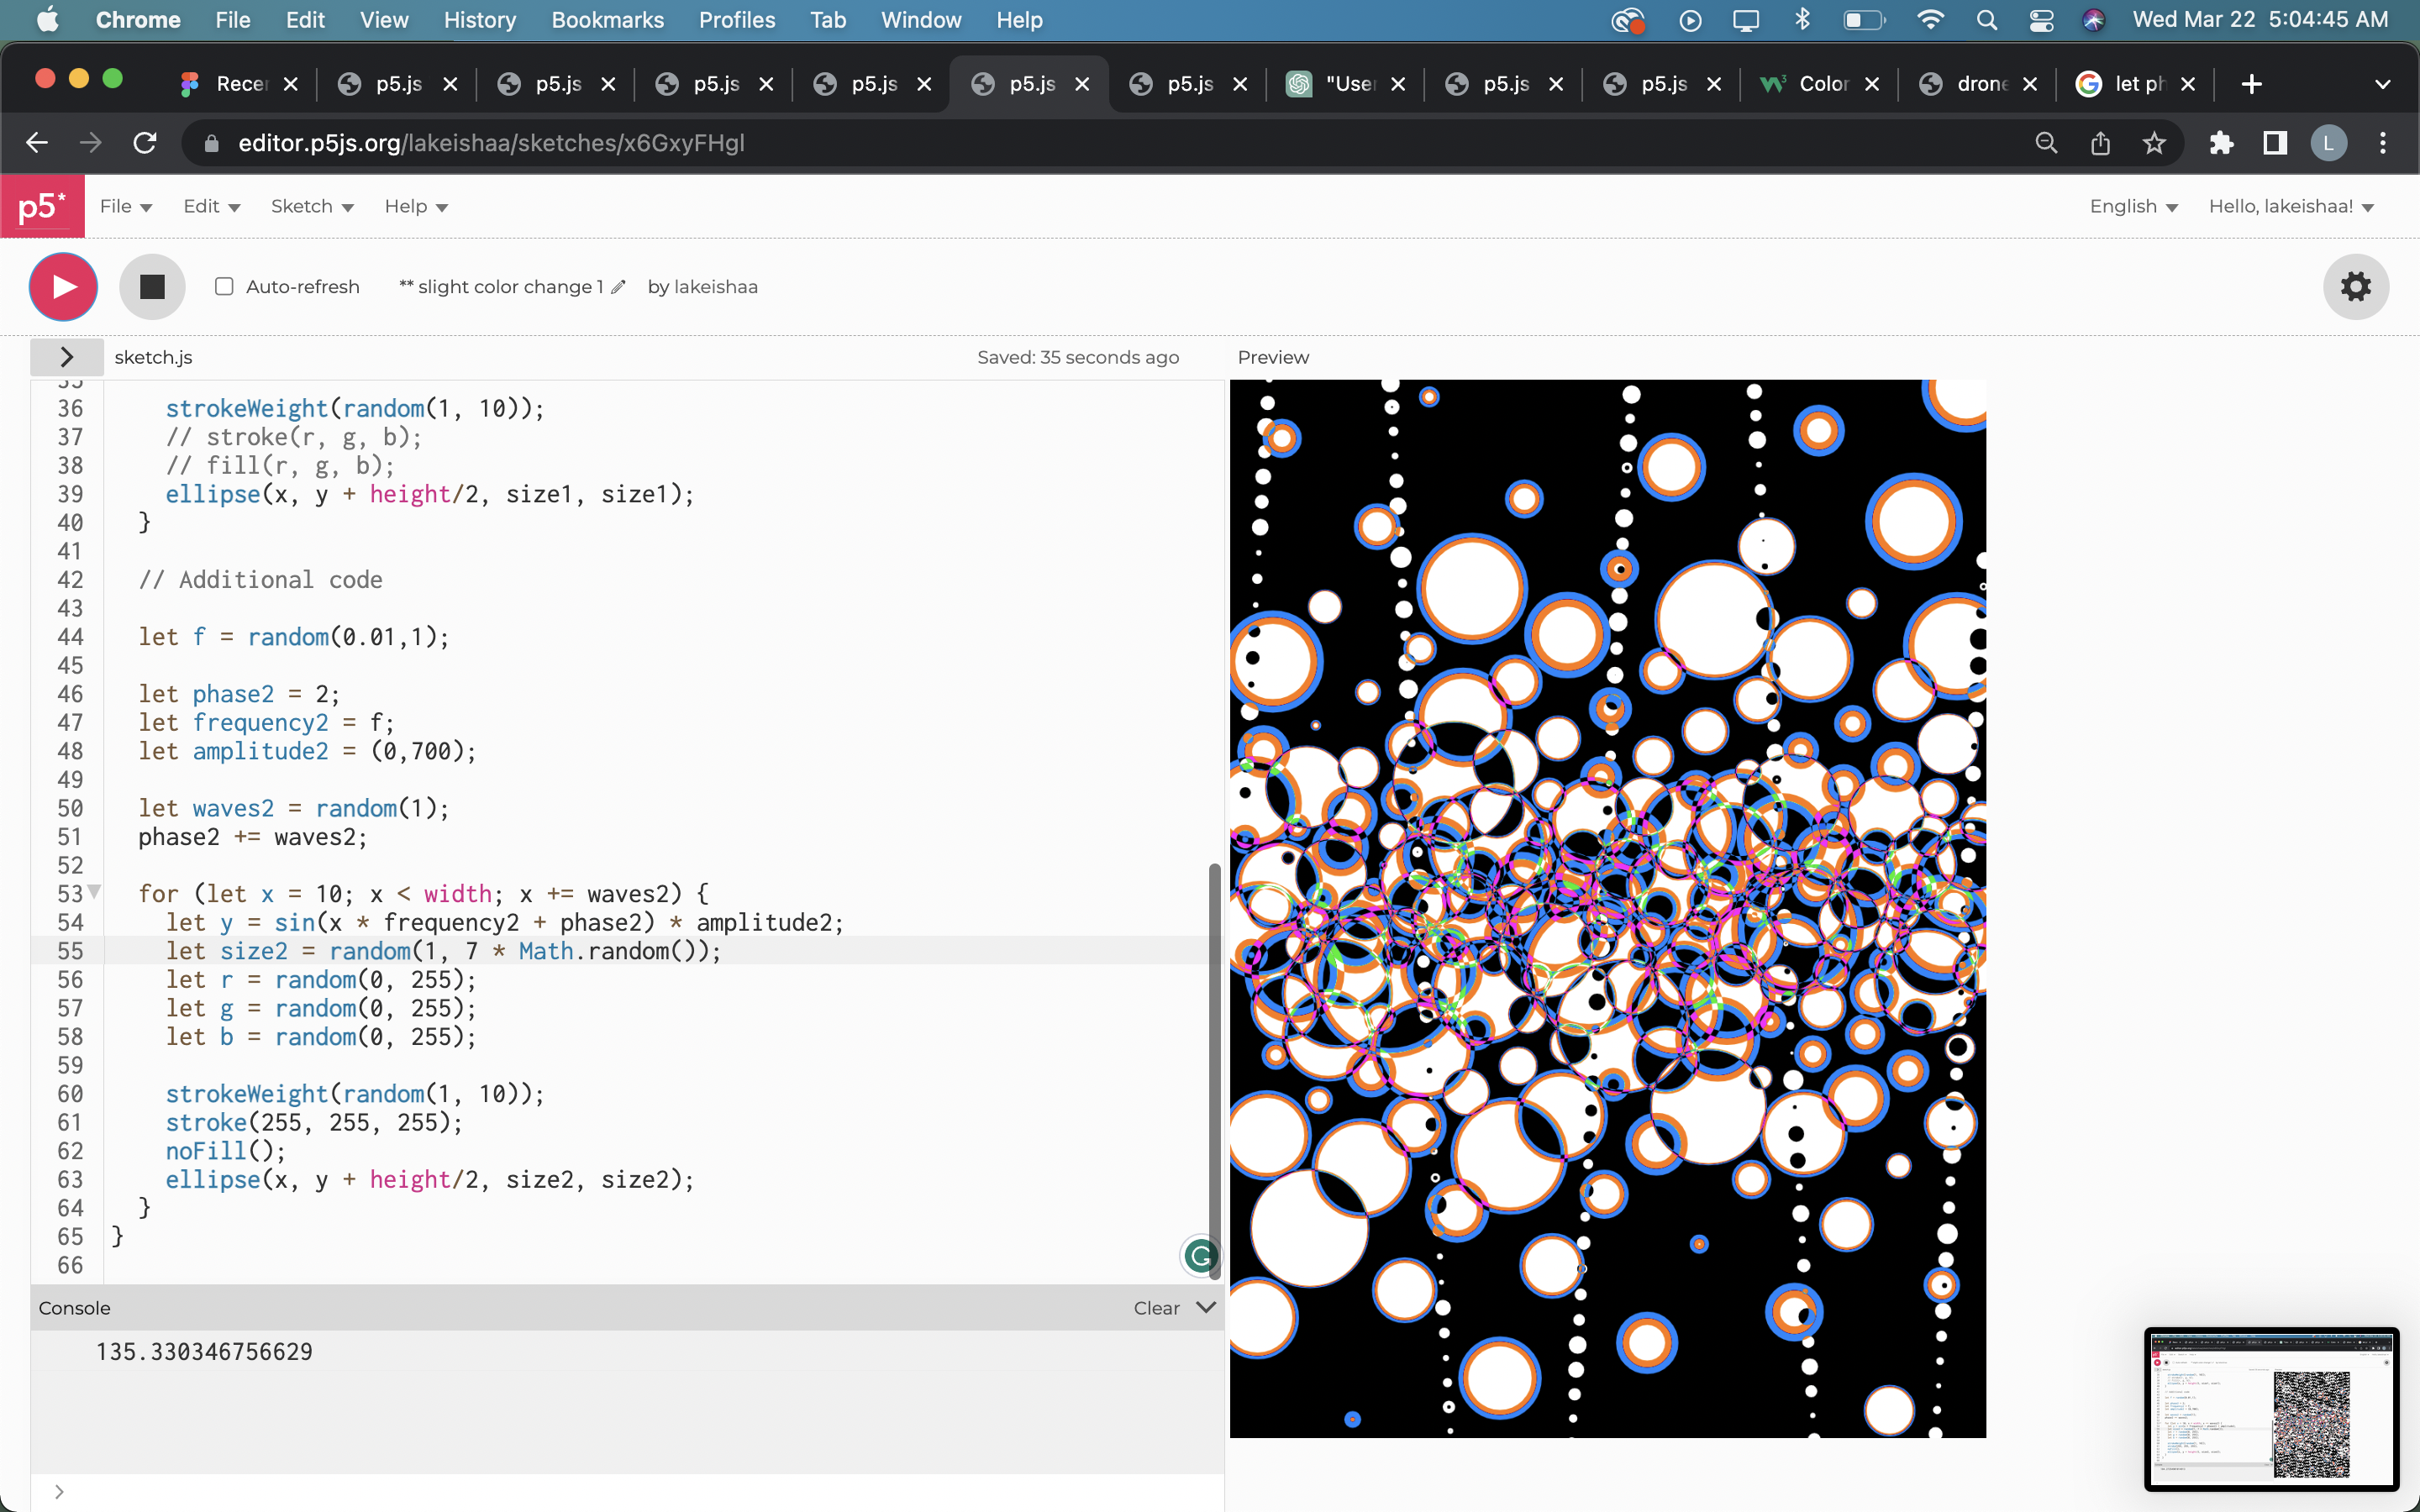 Chrome File Edit View History Bookmarks Profiles Tab Window Help Wed Mar 22 5:04:45 AM
Recer p5.js p5.js p5.js p5.js p5.js p5.js "User p5.js p5.js Color drone let ph
editor.p5js.org/lakeishaa/sketches/x6GxyFHgl L
p5* File Edit Sketch Help English Hello, lakeishaa!
Auto-refresh ** slight color change 1 by lakeishaa
> sketch.js Saved: 35 seconds ago Preview
35
36 strokeWeight(random(1, 10));
37 // stroke(r, g, b);
38 // fill(r, g, b);
39 ellipse(x, y + height/2, size1, size1);
40 }
41
42 // Additional code
43
44 let f = random(0.01,1);
45
46 let phase2 = 2;
47 let frequency2 = f;
48 let amplitude2 = (0,700);
49
50 let waves2 = random(1);
51 phase2 += waves2;
52
53 for (let x = 10; x < width; x += waves2) {
54 let y = sin(x * frequency2 + phase2) * amplitude2;
55 let size2 = random(1, 7 * Math.random());
56 let r = random(0, 255);
57 let g = random(0, 255);
58 let b = random(0, 255);
59
60 strokeWeight(random(1, 10));
61 stroke(255, 255, 255);
62 noFill();
63 ellipse(x, y + height/2, size2, size2);
64 }
65 }
66
Console Clear
135.330346756629
>